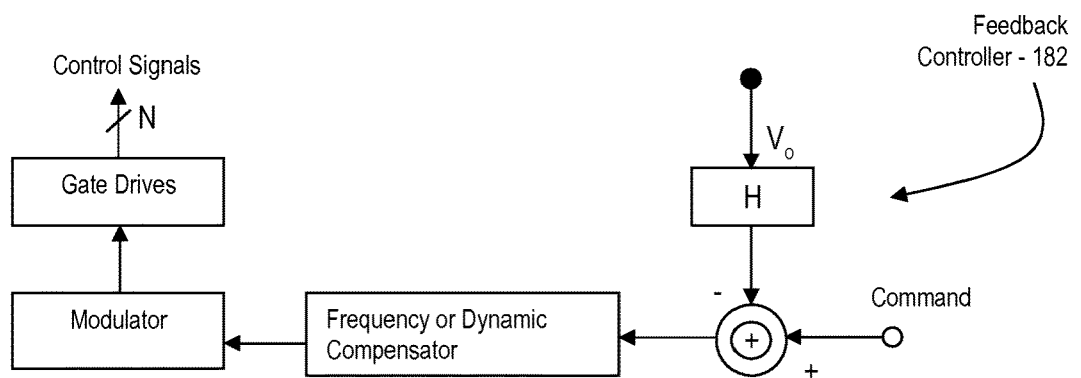 Feedback
Controller - 182
Control Signals
N
Vo
Gate Drives
H
-
Command
Modulator
Frequency or Dynamic
Compensator
+
+